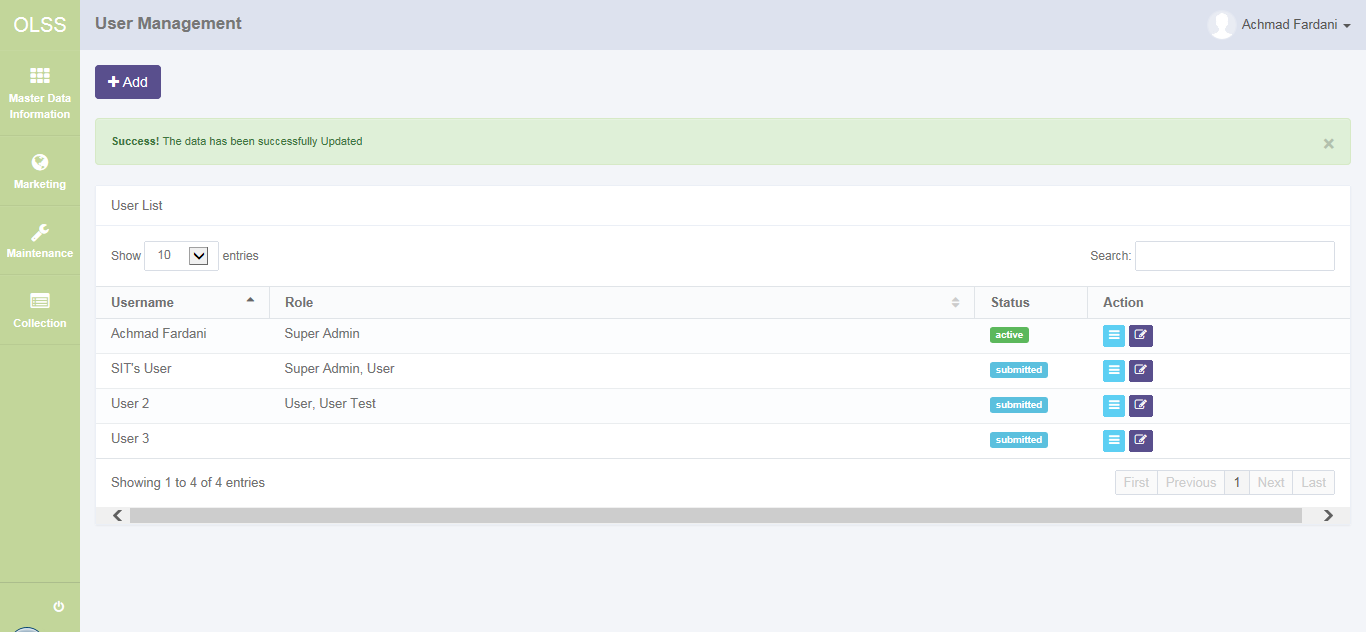 OLSS
User Management
Achmad Fardani
Add
Master Data
Information
Marketing
Maintenance
Collection
Success! The data has been successfully Updated
×
User List
Show 10 entries
Search:
Username Role Status Action
Achmad Fardani Super Admin active
SIT's User Super Admin, User submitted
User 2 User, User Test submitted
User 3 submitted
Showing 1 to 4 of 4 entries
First Previous 1 Next Last